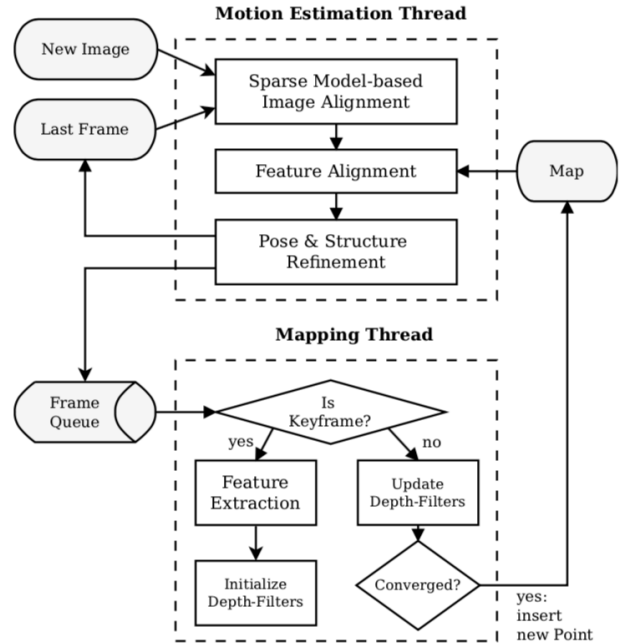 Motion Estimation Thread
New Image
Sparse Model-based
Image Alignment
Last Frame
Feature Alignment
Map
Pose & Structure
Refinement
Mapping Thread
Frame
Queue
Is
Keyframe?
yes
no
Feature
Extraction
Update
Depth-Filters
Initialize
Depth-Filters
Converged?
yes:
insert
new Point